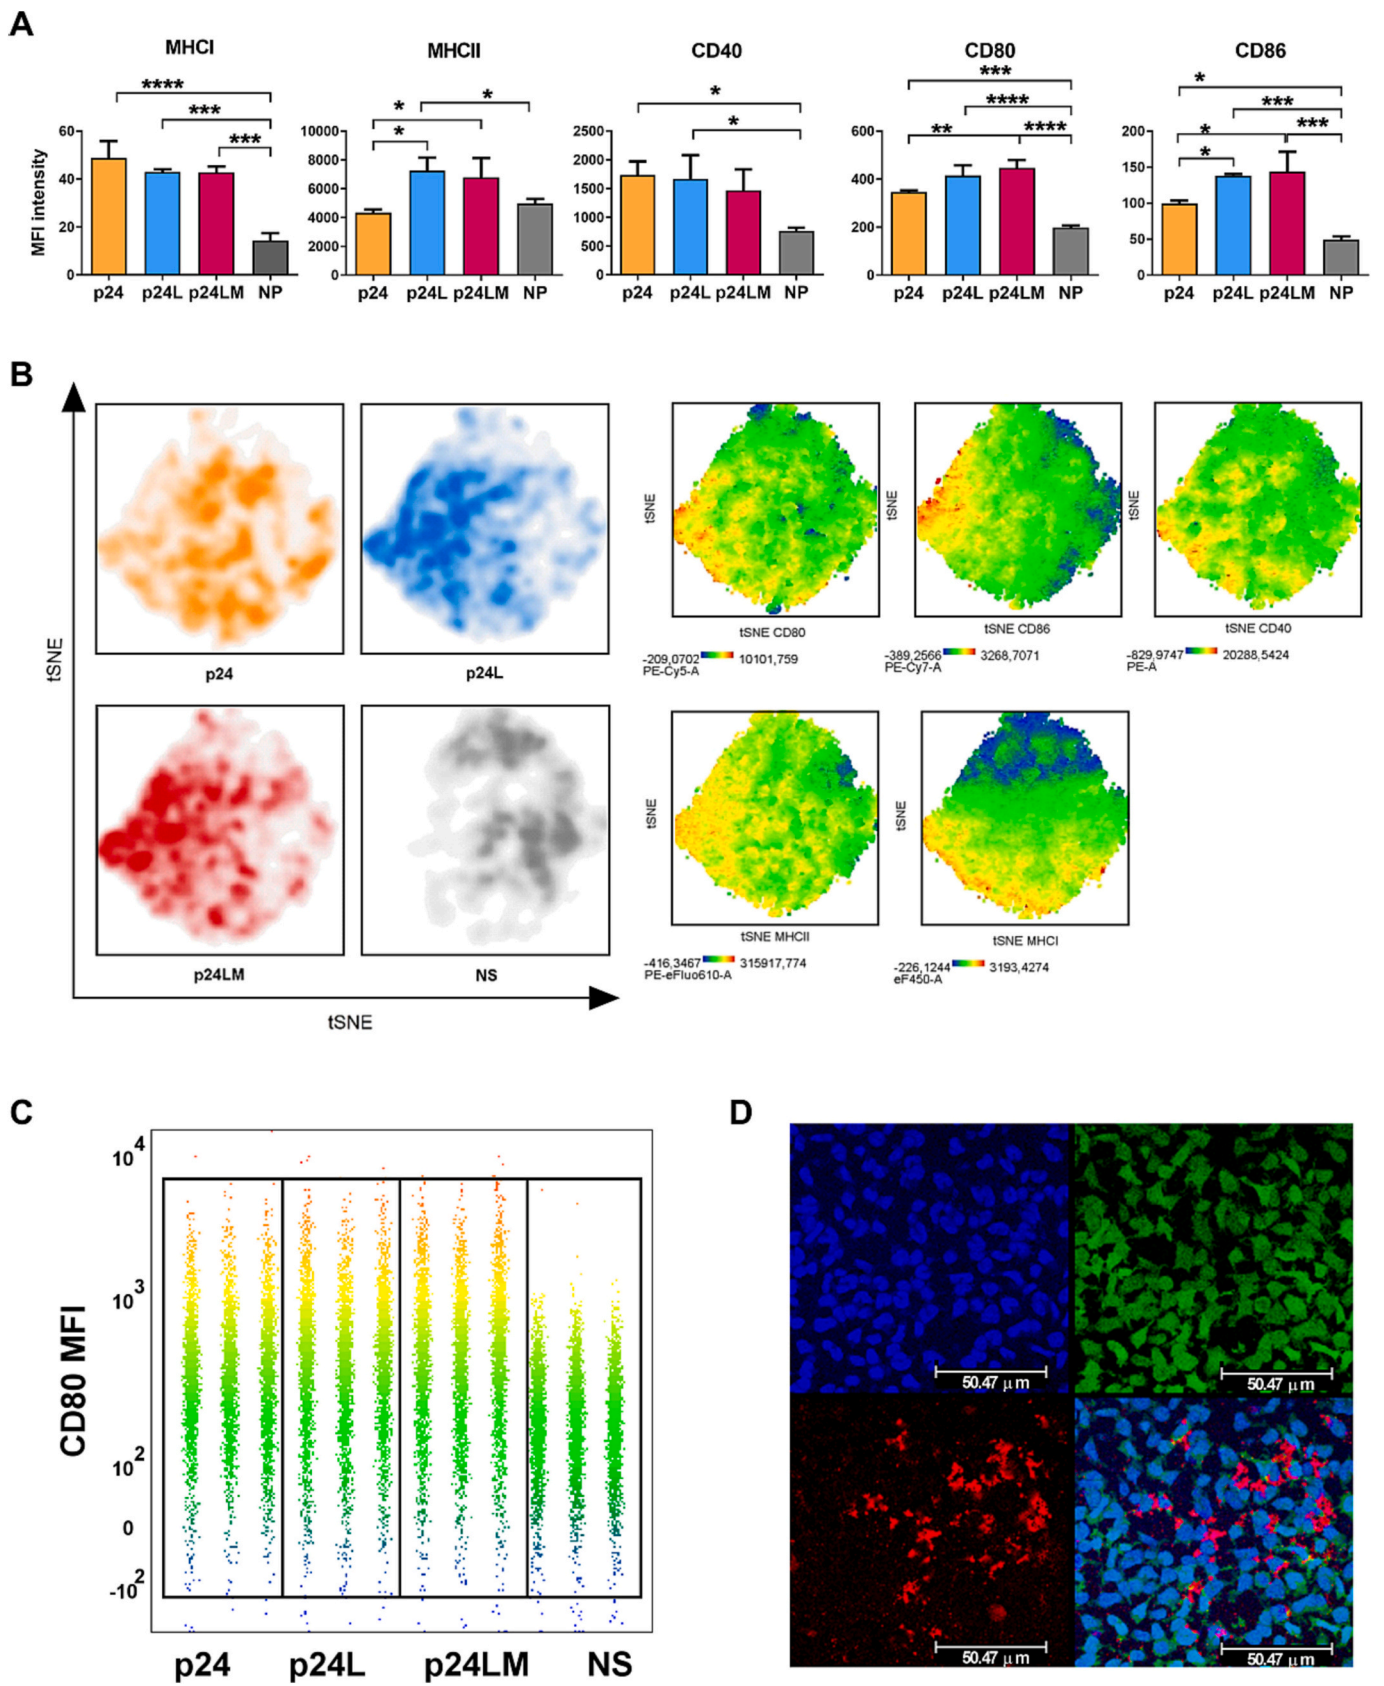 A
MHCI
MHCII
CD40
CD80
CD86
****
***
***
*
*
*
*
*
***
****
**
****
*
***
*
***
*
MFI intensity
60
40
20
0
p24 p24L p24LM NP
10000
8000
6000
4000
2000
0
p24 p24L p24LM NP
2500
2000
1500
1000
500
0
p24 p24L p24LM NP
600
400
200
0
p24 p24L p24LM NP
200
150
100
50
0
p24 p24L p24LM NP
B
tSNE
p24
p24L
p24LM
NS
tSNE
tSNE
tSNE CD80
-209,0702 10101,759
PE-Cy5-A
tSNE
tSNE CD86
-389,2566 3268,7071
PE-Cy7-A
tSNE
tSNE CD40
-829,9747 20288,5424
PE-A
tSNE
tSNE MHCII
-416,3467 315917,774
PE-eFluo610-A
tSNE
tSNE MHCI
-226,1244 3193,4274
eF450-A
C
CD80 MFI
10^4
10^3
10^2
0
-10^2
p24 p24L p24LM NS
D
50.47 μm
50.47 μm
50.47 μm
50.47 μm